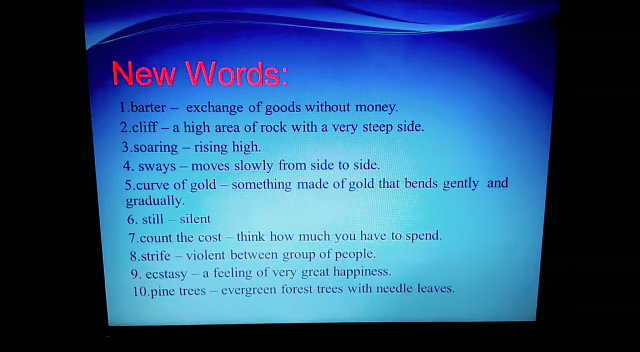 New Words:
1.barter – exchange of goods without money.
2.cliff – a high area of rock with a very steep side.
3.soaring – rising high.
4. sways – moves slowly from side to side.
5.curve of gold – something made of gold that bends gently and
gradually.
6. still – silent
7.count the cost – think how much you have to spend.
8.strife – violent between group of people.
9. ecstasy – a feeling of very great happiness.
10.pine trees – evergreen forest trees with needle leaves.